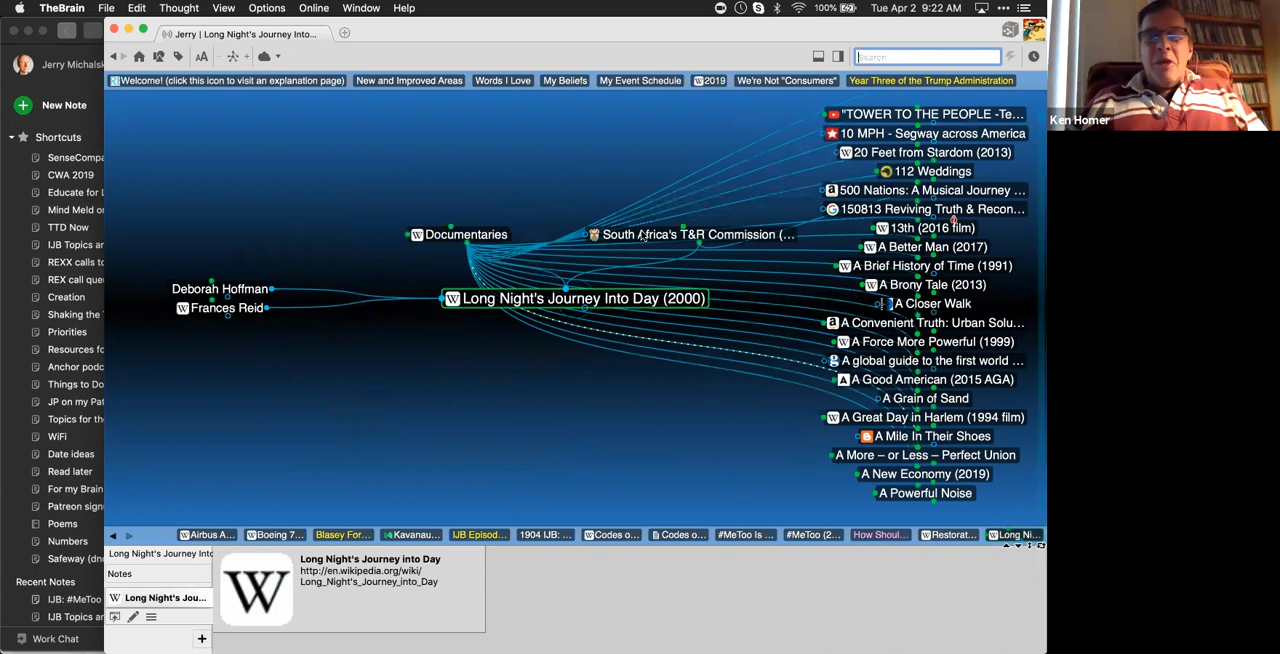 TheBrain File Edit Thought View Options Online Window Help 100% Tue Apr 2 9:22 AM
Jerry Michalsk
New Note
Shortcuts
SenseCompa
CWA 2019
Educate for L
Mind Meld or
TTD Now
IJB Topics ar
REXX calls to
REX call ques
Creation
Shaking the
Priorities
Resources fo
Anchor podc
Things to Do
JP on my Pat
Topics for the
WiFi
Date ideas
Read later
For my Brain
Patreon sign
Poems
Numbers
Safeway (dn
Recent Notes
IJB: #MeToo
IJB Topics ar
Work Chat
Jerry | Long Night's Journey Into...
AA
Search
Welcome! (click this icon to visit an explanation page) New and Improved Areas Words I Love My Beliefs My Event Schedule W 2019 We're Not "Consumers" Year Three of the Trump Administration
W Documentaries
South Africa's T&R Commission (...
Deborah Hoffman
W Frances Reid
W Long Night's Journey Into Day (2000)
"TOWER TO THE PEOPLE -Te...
10 MPH - Segway across America
W 20 Feet from Stardom (2013)
112 Weddings
a 500 Nations: A Musical Journey ...
G 150813 Reviving Truth & Recon...
W 13th (2016 film)
a A Better Man (2017)
W A Brief History of Time (1991)
W A Brony Tale (2013)
A Closer Walk
a A Convenient Truth: Urban Solu...
W A Force More Powerful (1999)
g A global guide to the first world ...
A A Good American (2015 AGA)
A Grain of Sand
W A Great Day in Harlem (1994 film)
A Mile In Their Shoes
A More – or Less – Perfect Union
A New Economy (2019)
A Powerful Noise
W Airbus A... W Boeing 7... Blasey For... Kavanau... IJB Episod... 1904 IJB: ... W Codes o... Codes o... #MeToo Is ... #MeToo (2... How Shoul... W Restorat... W Long Ni...
Long Night's Journey Into
Notes
W Long Night's Jou...
W
Long Night's Journey into Day
http://en.wikipedia.org/wiki/
Long_Night's_Journey_into_Day
Ken Homer